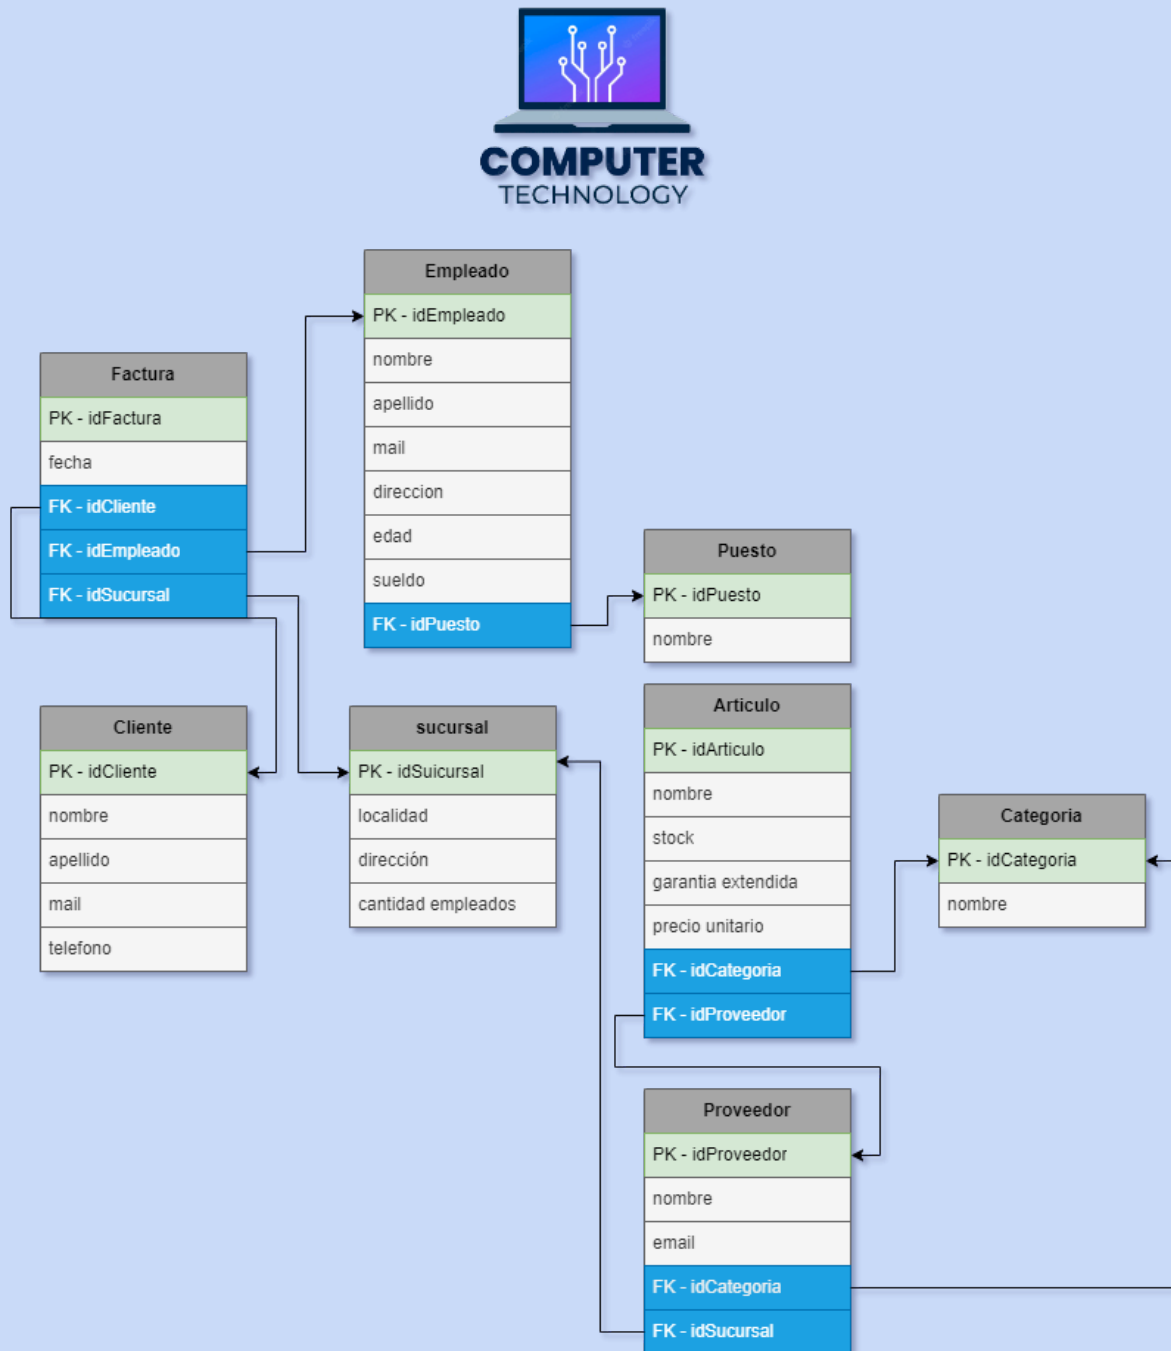 COMPUTER
TECHNOLOGY
Empleado
PK - idEmpleado
nombre
apellido
mail
direccion
edad
sueldo
FK - idPuesto
Factura
PK - idFactura
fecha
FK - idCliente
FK - idEmpleado
FK - idSucursal
Puesto
PK - idPuesto
nombre
Cliente
PK - idCliente
nombre
apellido
mail
telefono
sucursal
PK - idSuicursal
localidad
dirección
cantidad empleados
Articulo
PK - idArticulo
nombre
stock
garantia extendida
precio unitario
FK - idCategoria
FK - idProveedor
Categoria
PK - idCategoria
nombre
Proveedor
PK - idProveedor
nombre
email
FK - idCategoria
FK - idSucursal